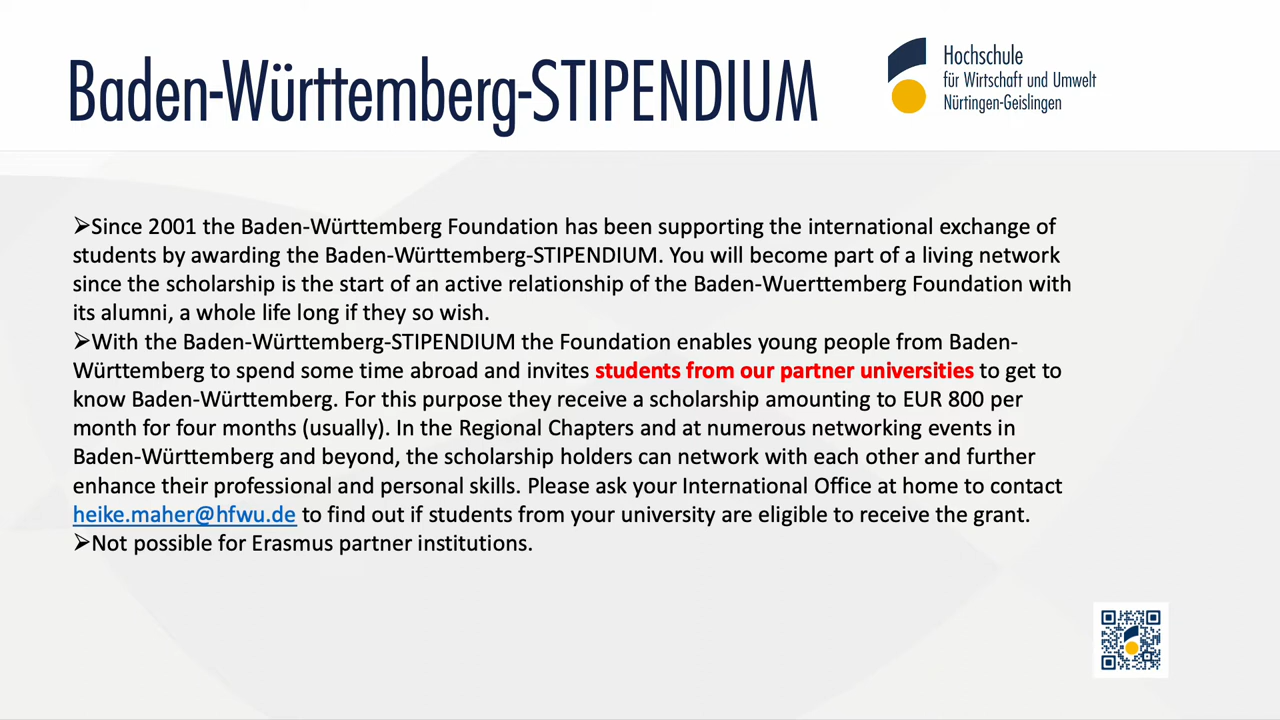 Baden-Württemberg-STIPENDIUM
Hochschule
für Wirtschaft und Umwelt
Nürtingen-Geislingen
➢Since 2001 the Baden-Württemberg Foundation has been supporting the international exchange of
students by awarding the Baden-Württemberg-STIPENDIUM. You will become part of a living network
since the scholarship is the start of an active relationship of the Baden-Wuerttemberg Foundation with
its alumni, a whole life long if they so wish.
➢With the Baden-Württemberg-STIPENDIUM the Foundation enables young people from Baden-
Württemberg to spend some time abroad and invites students from our partner universities to get to
know Baden-Württemberg. For this purpose they receive a scholarship amounting to EUR 800 per
month for four months (usually). In the Regional Chapters and at numerous networking events in
Baden-Württemberg and beyond, the scholarship holders can network with each other and further
enhance their professional and personal skills. Please ask your International Office at home to contact
heike.maher@hfwu.de to find out if students from your university are eligible to receive the grant.
➢Not possible for Erasmus partner institutions.